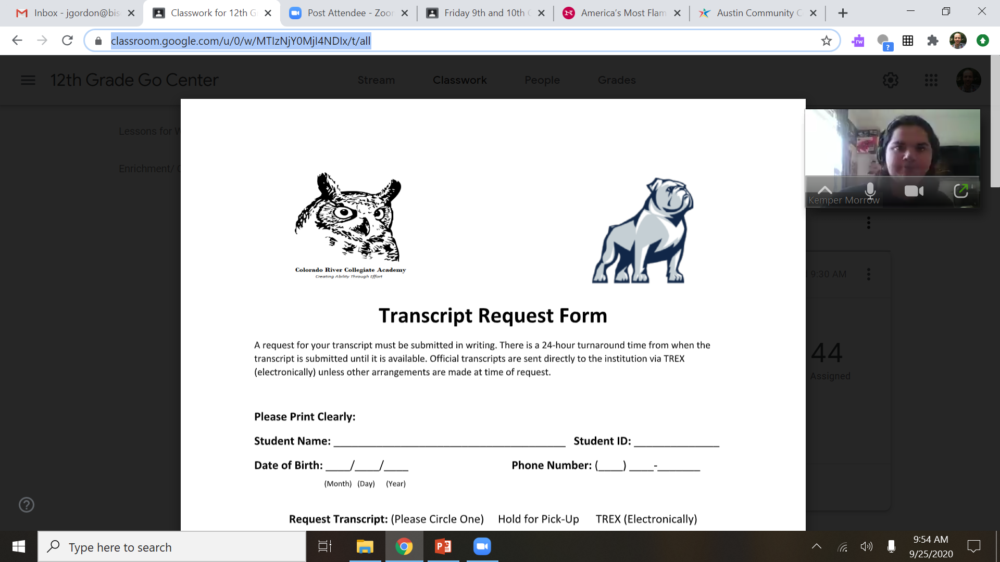 Inbox - jgordon@bis
Classwork for 12th G
Post Attendee - Zoor
Friday 9th and 10th
America's Most Flam
Austin Community C
classroom.google.com/u/0/w/MTIzNjY0MjI4NDIx/t/all
rw
?
12th Grade Go Center
Stream
Classwork
People
Grades
Lessons for W
Enrichment/
Kemper Morrow
Colorado River Collegiate Academy
Creating Ability Through Effort
Transcript Request Form
A request for your transcript must be submitted in writing. There is a 24-hour turnaround time from when the
transcript is submitted until it is available. Official transcripts are sent directly to the institution via TREX
(electronically) unless other arrangements are made at time of request.
9:30 AM
44
Assigned
Please Print Clearly:
Student Name: ______________________ Student ID: ____________
Date of Birth: ____/____/____ Phone Number: (____) ____-_______
(Month) (Day) (Year)
Request Transcript: (Please Circle One) Hold for Pick-Up TREX (Electronically)
Type here to search
9:54 AM
9/25/2020